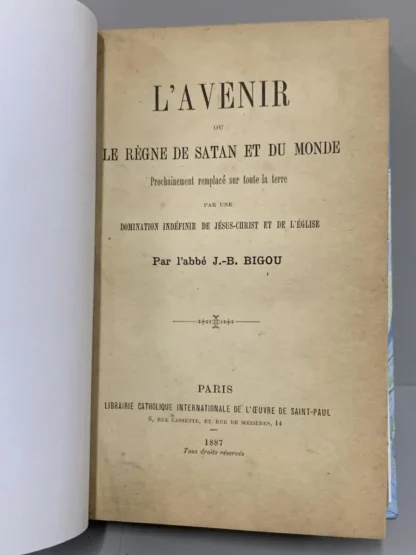 L'AVENIR
OU
LE RÈGNE DE SATAN ET DU MONDE
Prochainement remplacé sur toute la terre
PAR UNE
DOMINATION INDÉFINIE DE JÉSUS-CHRIST ET DE L'ÉGLISE
Par l'abbé J.-B. BIGOU
PARIS
LIBRAIRIE CATHOLIQUE INTERNATIONALE DE L'ŒUVRE DE SAINT-PAUL
6, RUE CASSETTE, ET RUE DE MÉZIÈRES, 14
1887
Tous droits réservés